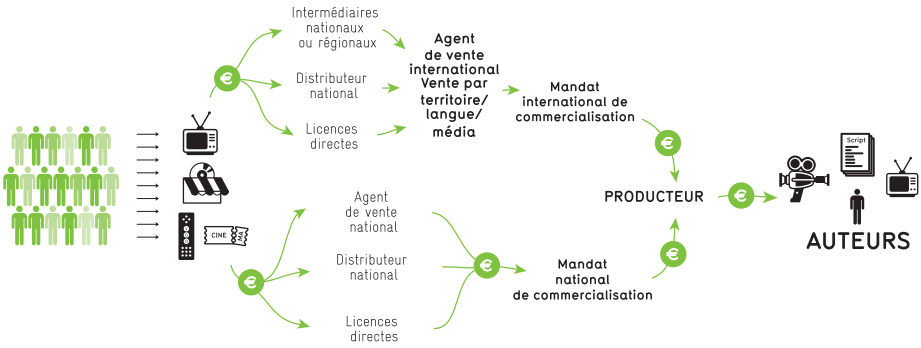 Intermédiaires
nationaux
ou régionaux
Distributeur
national
Licences
directes
Agent
de vente
international
Vente par
territoire/
langue/
média
Mandat
international de
commercialisation
€
€
CINE
MA
Agent
de vente
national
Distributeur
national
Licences
directes
€
€
Mandat
national
de commercialisation
€
PRODUCTEUR
€
Script
AUTEURS